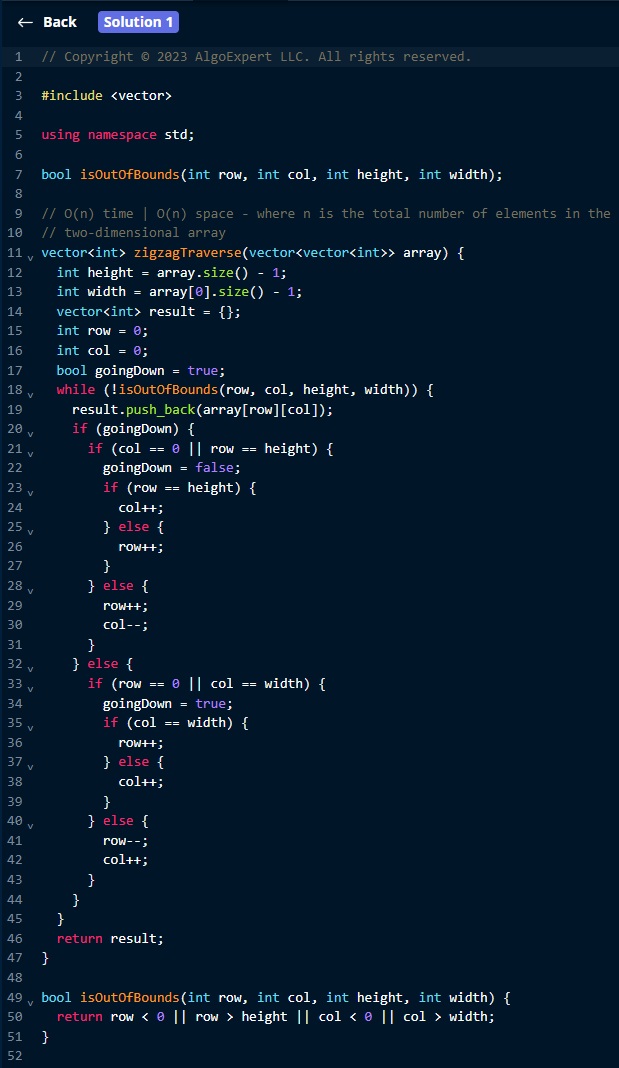 ← Back Solution 1
1 // Copyright © 2023 AlgoExpert LLC. All rights reserved.
2
3 #include <vector>
4
5 using namespace std;
6
7 bool isOutOfBounds(int row, int col, int height, int width);
8
9 // O(n) time | O(n) space - where n is the total number of elements in the
10 // two-dimensional array
11 vector<int> zigzagTraverse(vector<vector<int>> array) {
12   int height = array.size() - 1;
13   int width = array[0].size() - 1;
14   vector<int> result = {};
15   int row = 0;
16   int col = 0;
17   bool goingDown = true;
18   while (!isOutOfBounds(row, col, height, width)) {
19     result.push_back(array[row][col]);
20     if (goingDown) {
21       if (col == 0 || row == height) {
22         goingDown = false;
23         if (row == height) {
24           col++;
25         } else {
26           row++;
27         }
28       } else {
29         row++;
30         col--;
31       }
32     } else {
33       if (row == 0 || col == width) {
34         goingDown = true;
35         if (col == width) {
36           row++;
37         } else {
38           col++;
39         }
40       } else {
41         row--;
42         col++;
43       }
44     }
45   }
46   return result;
47 }
48
49 bool isOutOfBounds(int row, int col, int height, int width) {
50   return row < 0 || row > height || col < 0 || col > width;
51 }
52